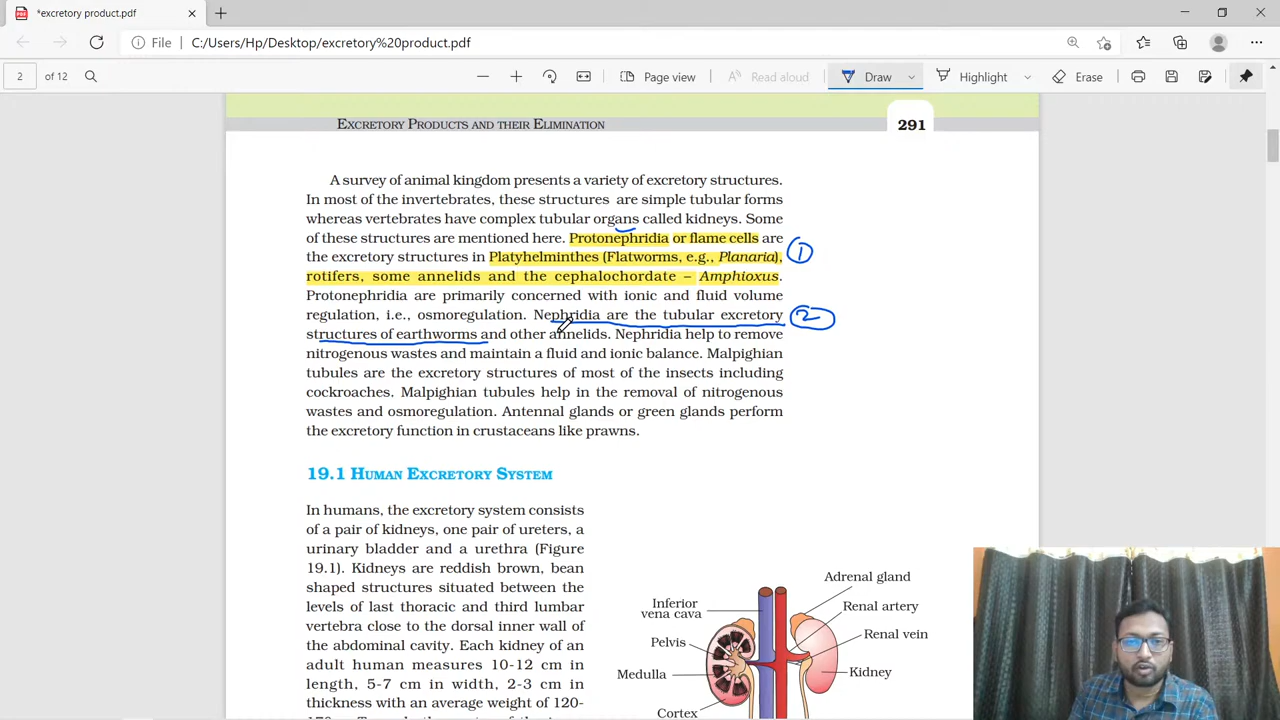 *excretory product.pdf
File C:/Users/Hp/Desktop/excretory%20product.pdf
2 of 12 Page view Read aloud Draw Highlight Erase
EXCRETORY PRODUCTS AND THEIR ELIMINATION 291
A survey of animal kingdom presents a variety of excretory structures.
In most of the invertebrates, these structures are simple tubular forms
whereas vertebrates have complex tubular organs called kidneys. Some
of these structures are mentioned here. Protonephridia or flame cells are
the excretory structures in Platyhelminthes (Flatworms, e.g., Planaria), 1
rotifers, some annelids and the cephalochordate – Amphioxus.
Protonephridia are primarily concerned with ionic and fluid volume
regulation, i.e., osmoregulation. Nephridia are the tubular excretory 2
structures of earthworms and other annelids. Nephridia help to remove
nitrogenous wastes and maintain a fluid and ionic balance. Malpighian
tubules are the excretory structures of most of the insects including
cockroaches. Malpighian tubules help in the removal of nitrogenous
wastes and osmoregulation. Antennal glands or green glands perform
the excretory function in crustaceans like prawns.
19.1 HUMAN EXCRETORY SYSTEM
In humans, the excretory system consists
of a pair of kidneys, one pair of ureters, a
urinary bladder and a urethra (Figure
19.1). Kidneys are reddish brown, bean
shaped structures situated between the
levels of last thoracic and third lumbar
vertebra close to the dorsal inner wall of
the abdominal cavity. Each kidney of an
adult human measures 10-12 cm in
length, 5-7 cm in width, 2-3 cm in
thickness with an average weight of 120-
Adrenal gland
Inferior
vena cava
Renal artery
Renal vein
Pelvis
Kidney
Medulla
Cortex